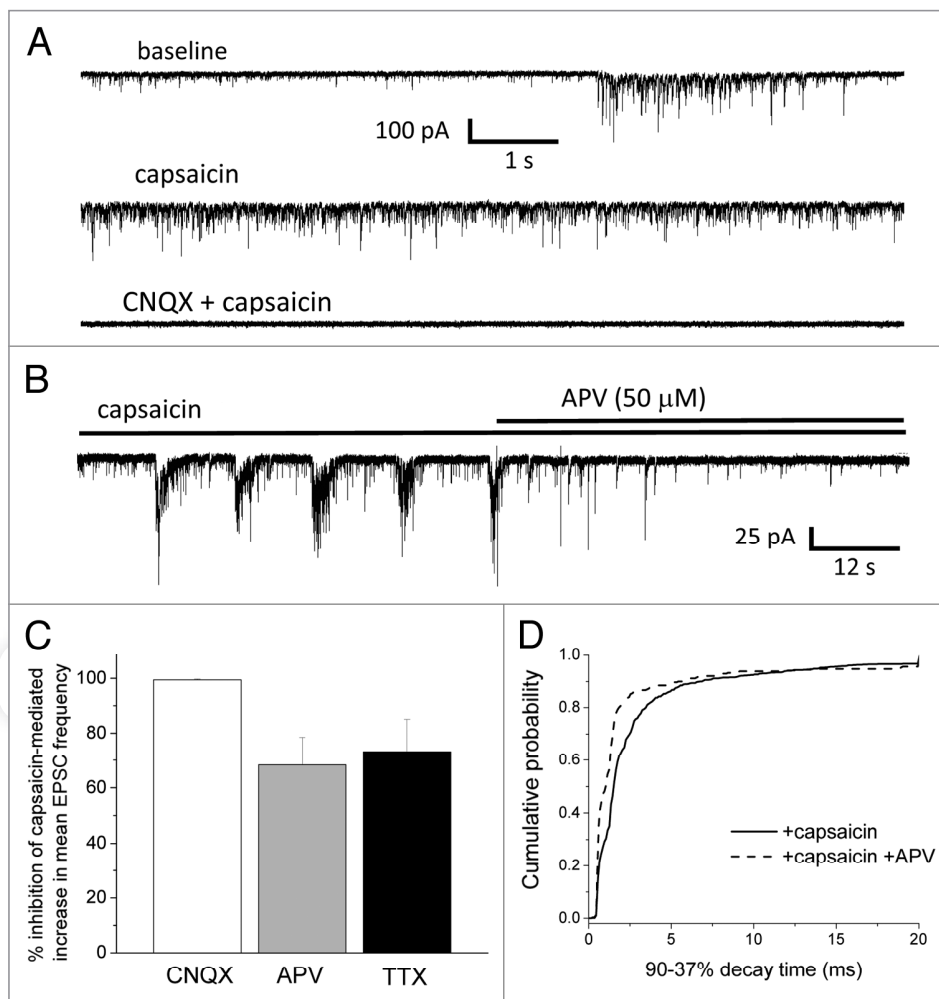 A
baseline
100 pA
1 s
capsaicin
CNQX + capsaicin
B
capsaicin
APV (50 μM)
25 pA
12 s
C
% inhibition of capsaicin-mediated
increase in mean EPSC frequency
100
80
60
40
20
0
CNQX APV TTX
D
Cumulative probability
1.0
0.8
0.6
0.4
0.2
0.0
+capsaicin
+capsaicin +APV
0 5 10 15 20
90-37% decay time (ms)